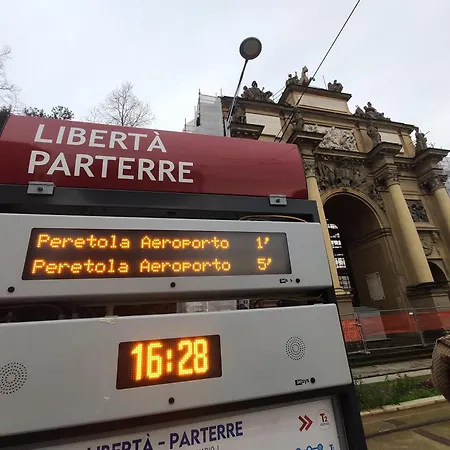 LIBERTÀ
PARTERRE
Peretola Aeroporto 1'
Peretola Aeroporto 5'
16:28
LIBERTÀ - PARTERRE
T2